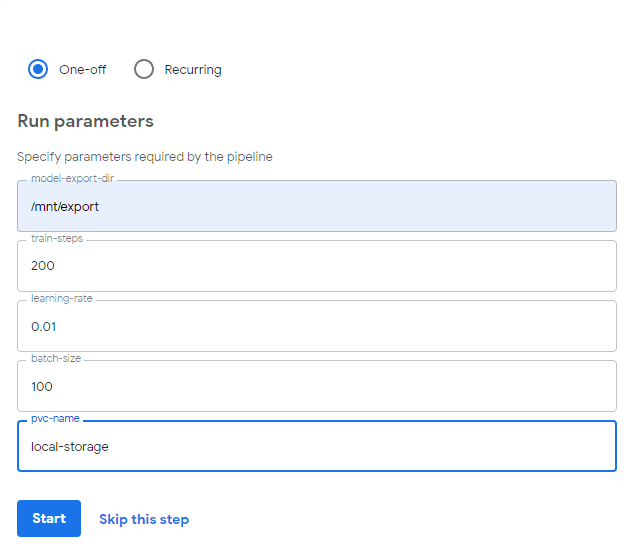 One-off Recurring
Run parameters
Specify parameters required by the pipeline
model-export-dir
/mnt/export
train-steps
200
learning-rate
0.01
batch-size
100
pvc-name
local-storage
Start Skip this step